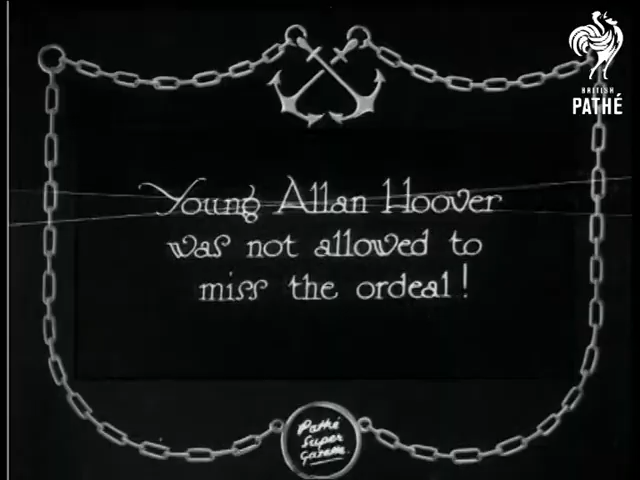 BRITISH
PATHÉ
Young Allan Hoover
was not allowed to
miss the ordeal!
Pathé
Super
Gazette